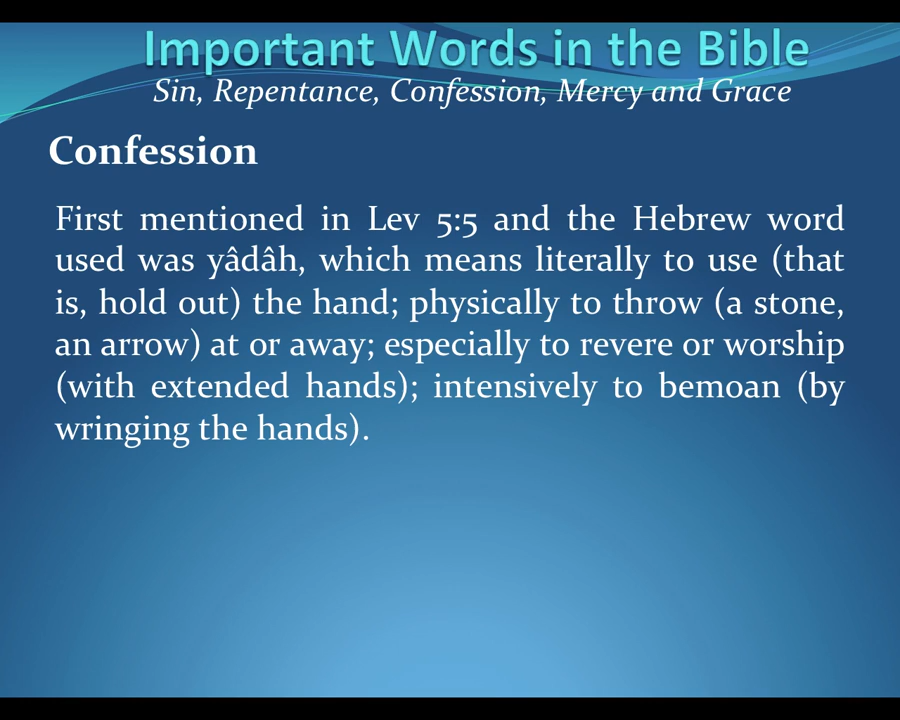 Important Words in the Bible
Sin, Repentance, Confession, Mercy and Grace
Confession
First mentioned in Lev 5:5 and the Hebrew word
used was yâdâh, which means literally to use (that
is, hold out) the hand; physically to throw (a stone,
an arrow) at or away; especially to revere or worship
(with extended hands); intensively to bemoan (by
wringing the hands).